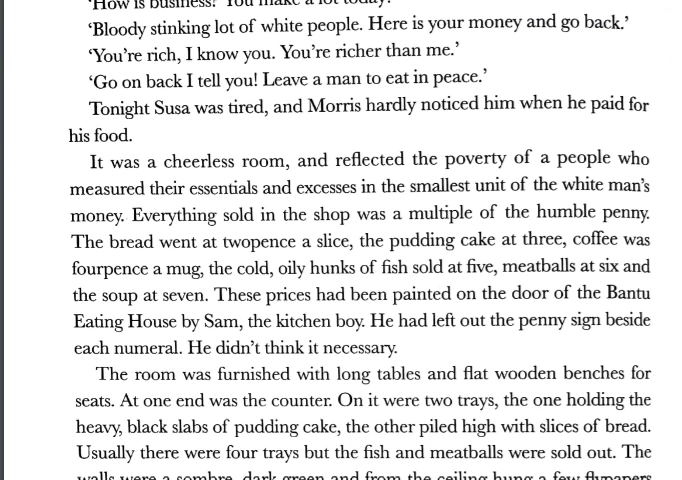 'How is business? You make a lot today?'
'Bloody stinking lot of white people. Here is your money and go back.'
'You're rich, I know you. You're richer than me.'
'Go on back I tell you! Leave a man to eat in peace.'
Tonight Susa was tired, and Morris hardly noticed him when he paid for
his food.
It was a cheerless room, and reflected the poverty of a people who
measured their essentials and excesses in the smallest unit of the white man's
money. Everything sold in the shop was a multiple of the humble penny.
The bread went at twopence a slice, the pudding cake at three, coffee was
fourpence a mug, the cold, oily hunks of fish sold at five, meatballs at six and
the soup at seven. These prices had been painted on the door of the Bantu
Eating House by Sam, the kitchen boy. He had left out the penny sign beside
each numeral. He didn't think it necessary.
The room was furnished with long tables and flat wooden benches for
seats. At one end was the counter. On it were two trays, the one holding the
heavy, black slabs of pudding cake, the other piled high with slices of bread.
Usually there were four trays but the fish and meatballs were sold out. The
walls were a sombre, dark green and from the ceiling hung a few flypapers